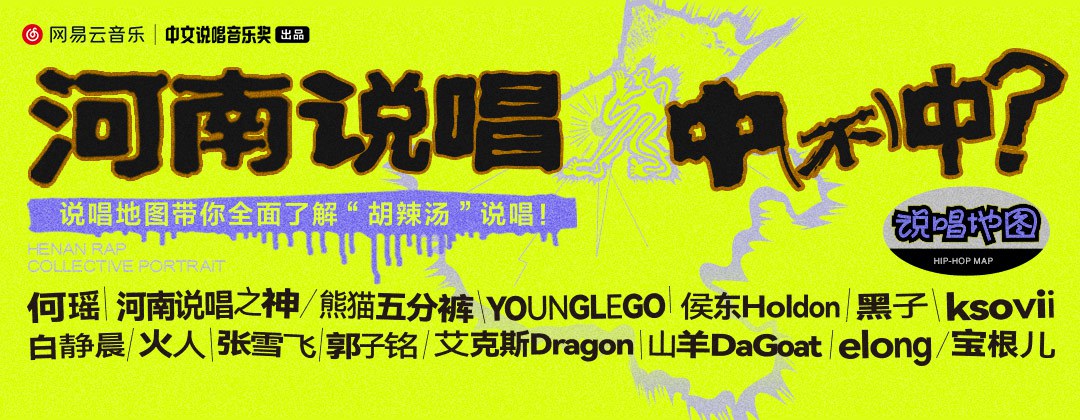 网易云音乐 | 中文说唱音乐奖 出品
河南说唱 中不中?
说唱地图带你全面了解“胡辣汤”说唱!
说唱地图
HIP-HOP MAP
HENAN RAP
COLLECTIVE PORTRAIT
何瑶|河南说唱之神/熊猫五分裤\YOUNGLEGO|侯东Holdon/黑子\ksovii
白静晨/火人\张雪飞/郭子铭/艾克斯Dragon|山羊DaGoat/elong/宝根儿